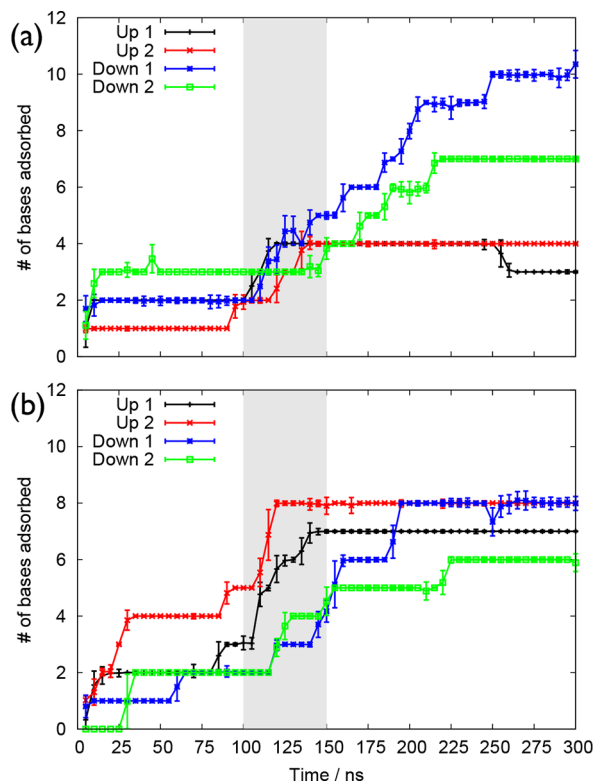 (a)
12
10
8
6
4
2
0
# of bases adsorbed
Up 1
Up 2
Down 1
Down 2
(b)
12
10
8
6
4
2
0
# of bases adsorbed
Up 1
Up 2
Down 1
Down 2
0 25 50 75 100 125 150 175 200 225 250 275 300
Time / ns